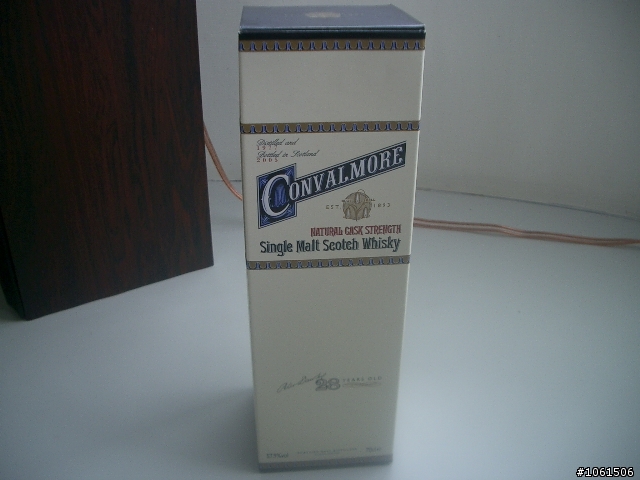 Distilled and
1977
Bottled in Scotland
2005
CONVALMORE
EST. 1893
NATURAL CASK STRENGTH
Single Malt Scotch Whisky
28 YEARS OLD
#1061506